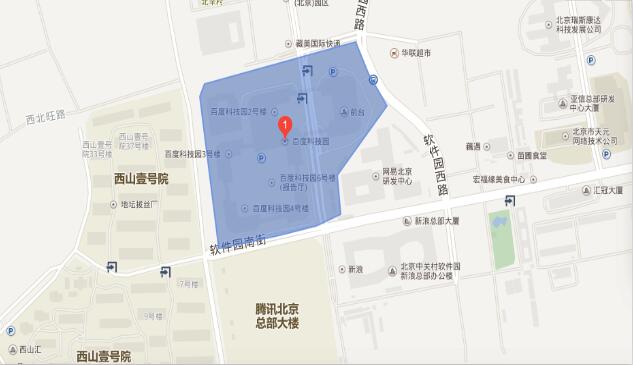 (北京)园区
藏美国际快递
西路
华联超市
北京瑞斯康达
科技发展公司
西北旺路
百度科技园2号楼
前台
亚信总部研发
中心大厦
西山壹号
院33号楼
西山壹号
院37号楼
1
百度科技园
软件园西路
藕遇
北京市天元
网络技术公司
百度科技园3号楼
苗圃食堂
西山壹号院
百度科技园6号楼
(报告厅)
网易北京
研发中心
宏福缘美食中心
汇冠大厦
地坛披丝厂
百度科技园4号楼
新浪总部大厦
软件园南街
新浪
北京中关村软件园
新浪总部办公楼
7号楼
9号楼
腾讯北京
总部大楼
西山汇
西山壹号院